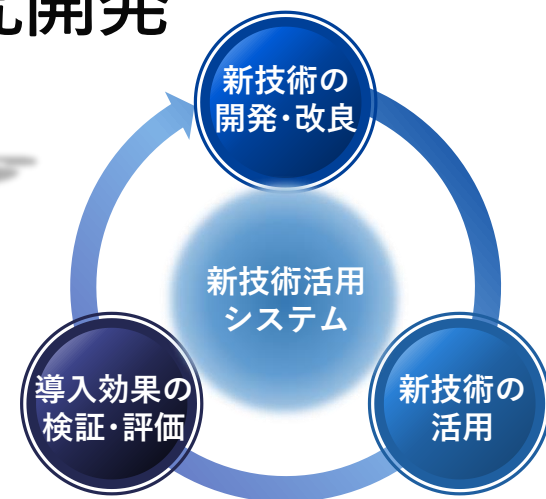 開発
新技術の
開発･改良
新技術活用
システム
導入効果の
検証･評価
新技術の
活用